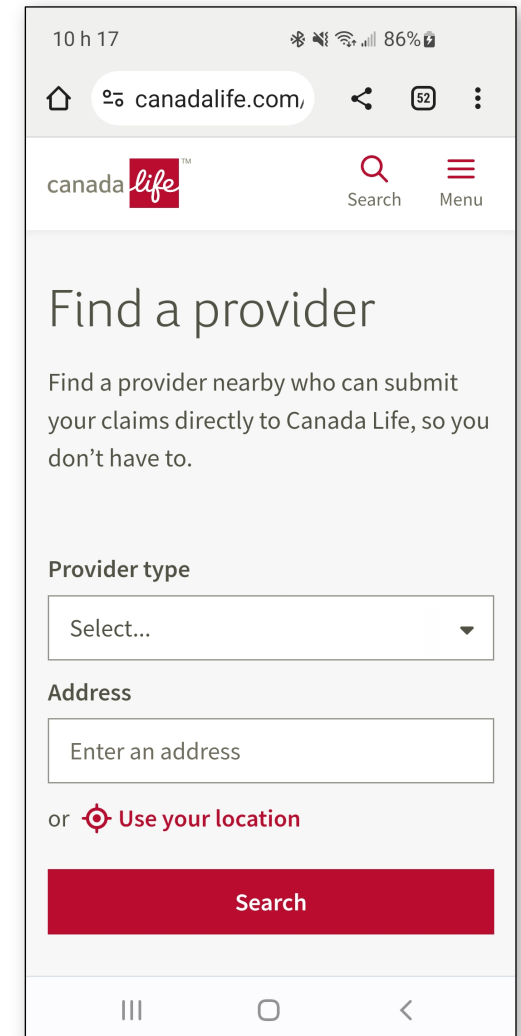 10 h 17 86%
canadalife.com/ 52
canada life ™
Search Menu
Find a provider
Find a provider nearby who can submit
your claims directly to Canada Life, so you
don’t have to.
Provider type
Select...
Address
Enter an address
or Use your location
Search